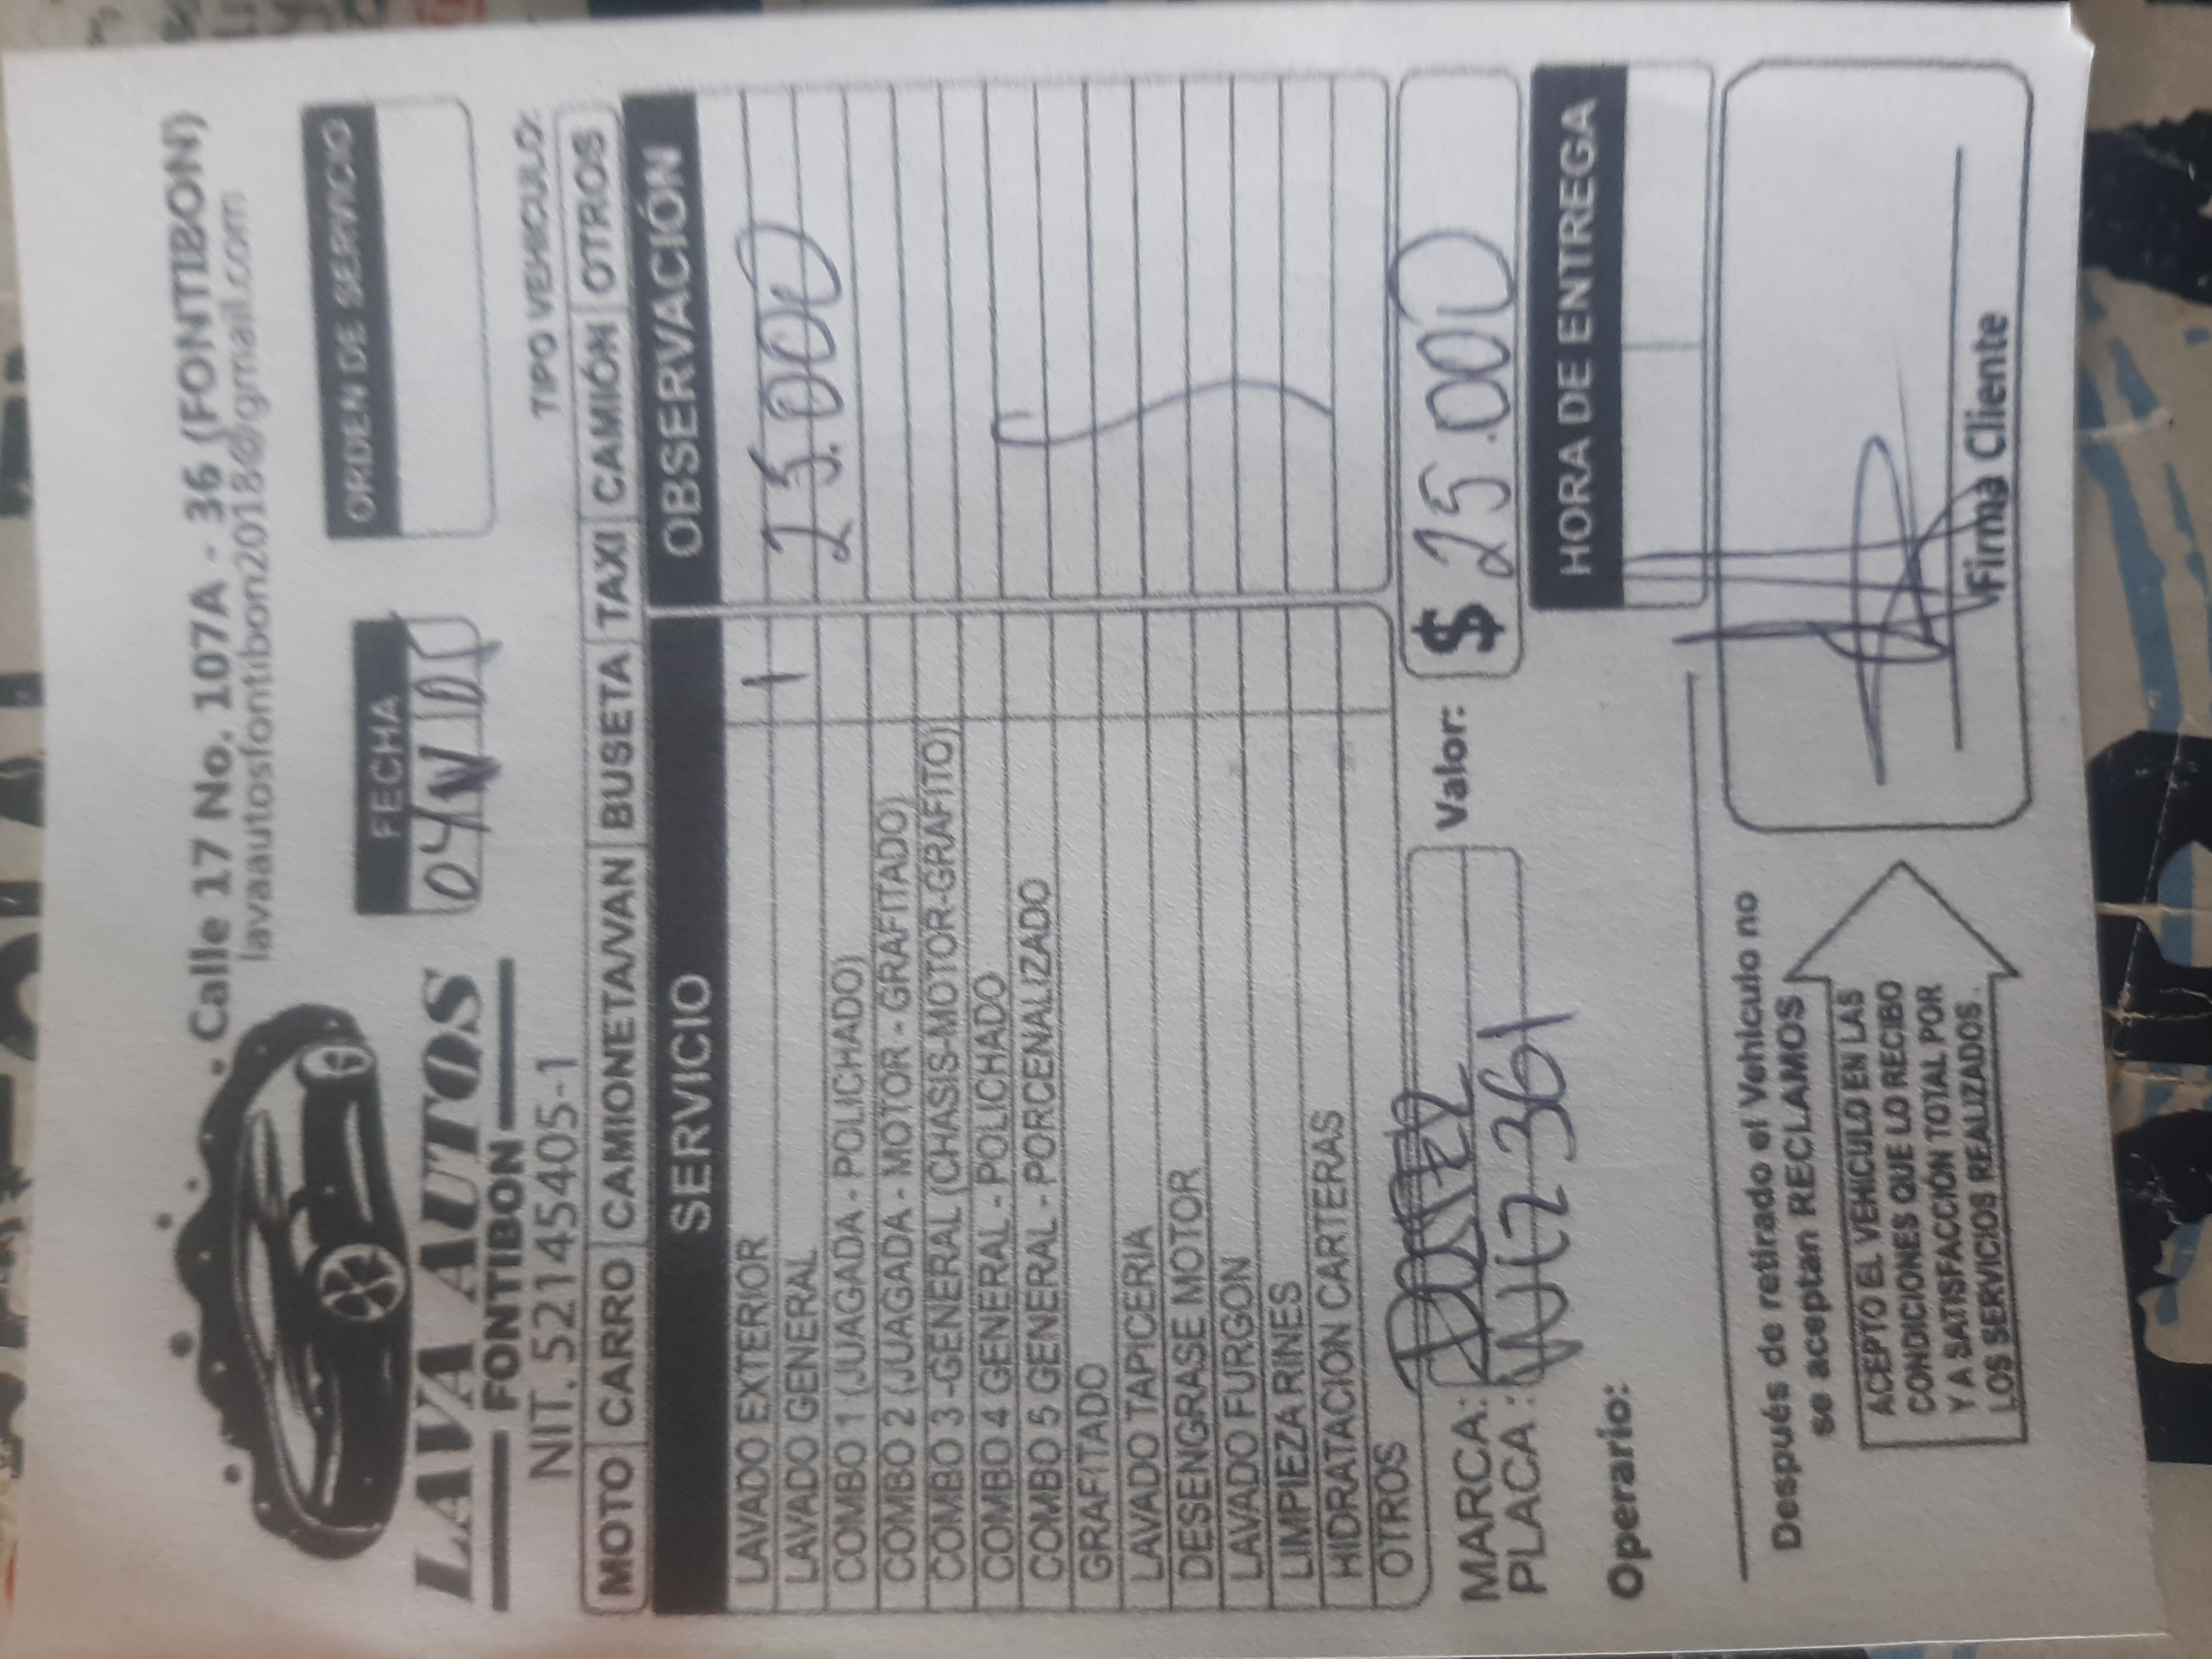 Calle 17 No. 107A - 36 (FONTIBON)
lavaautosfontibon2018@gmail.com
LAVA AUTOS
FONTIBON
NIT. 52145405-1
FECHA
04
ORDEN DE SERVICIO
TIPO VEHICULO:
MOTO CARRO CAMIONETA/VAN BUSETA TAXI CAMIÓN OTROS
SERVICIO OBSERVACIÓN
LAVADO EXTERIOR 1
LAVADO GENERAL 25.000
COMBO 1 (JUAGADA - POLICHADO)
COMBO 2 (JUAGADA - MOTOR - GRAFITADO)
COMBO 3 -GENERAL (CHASIS-MOTOR-GRAFITO)
COMBO 4 GENERAL - POLICHADO
COMBO 5 GENERAL - PORCENALIZADO
GRAFITADO
LAVADO TAPICERIA
DESENGRASE MOTOR
LAVADO FURGON
LIMPIEZA RINES
HIDRATACION CARTERAS
OTROS
MARCA:
PLACA: 361
Valor: $ 25.000
Operario:
HORA DE ENTREGA
Después de retirado el Vehículo no
se aceptan RECLAMOS
ACEPTO EL VEHICULO EN LAS
CONDICIONES QUE LO RECIBO
Y A SATISFACCIÓN TOTAL POR
LOS SERVICIOS REALIZADOS.
Firma Cliente